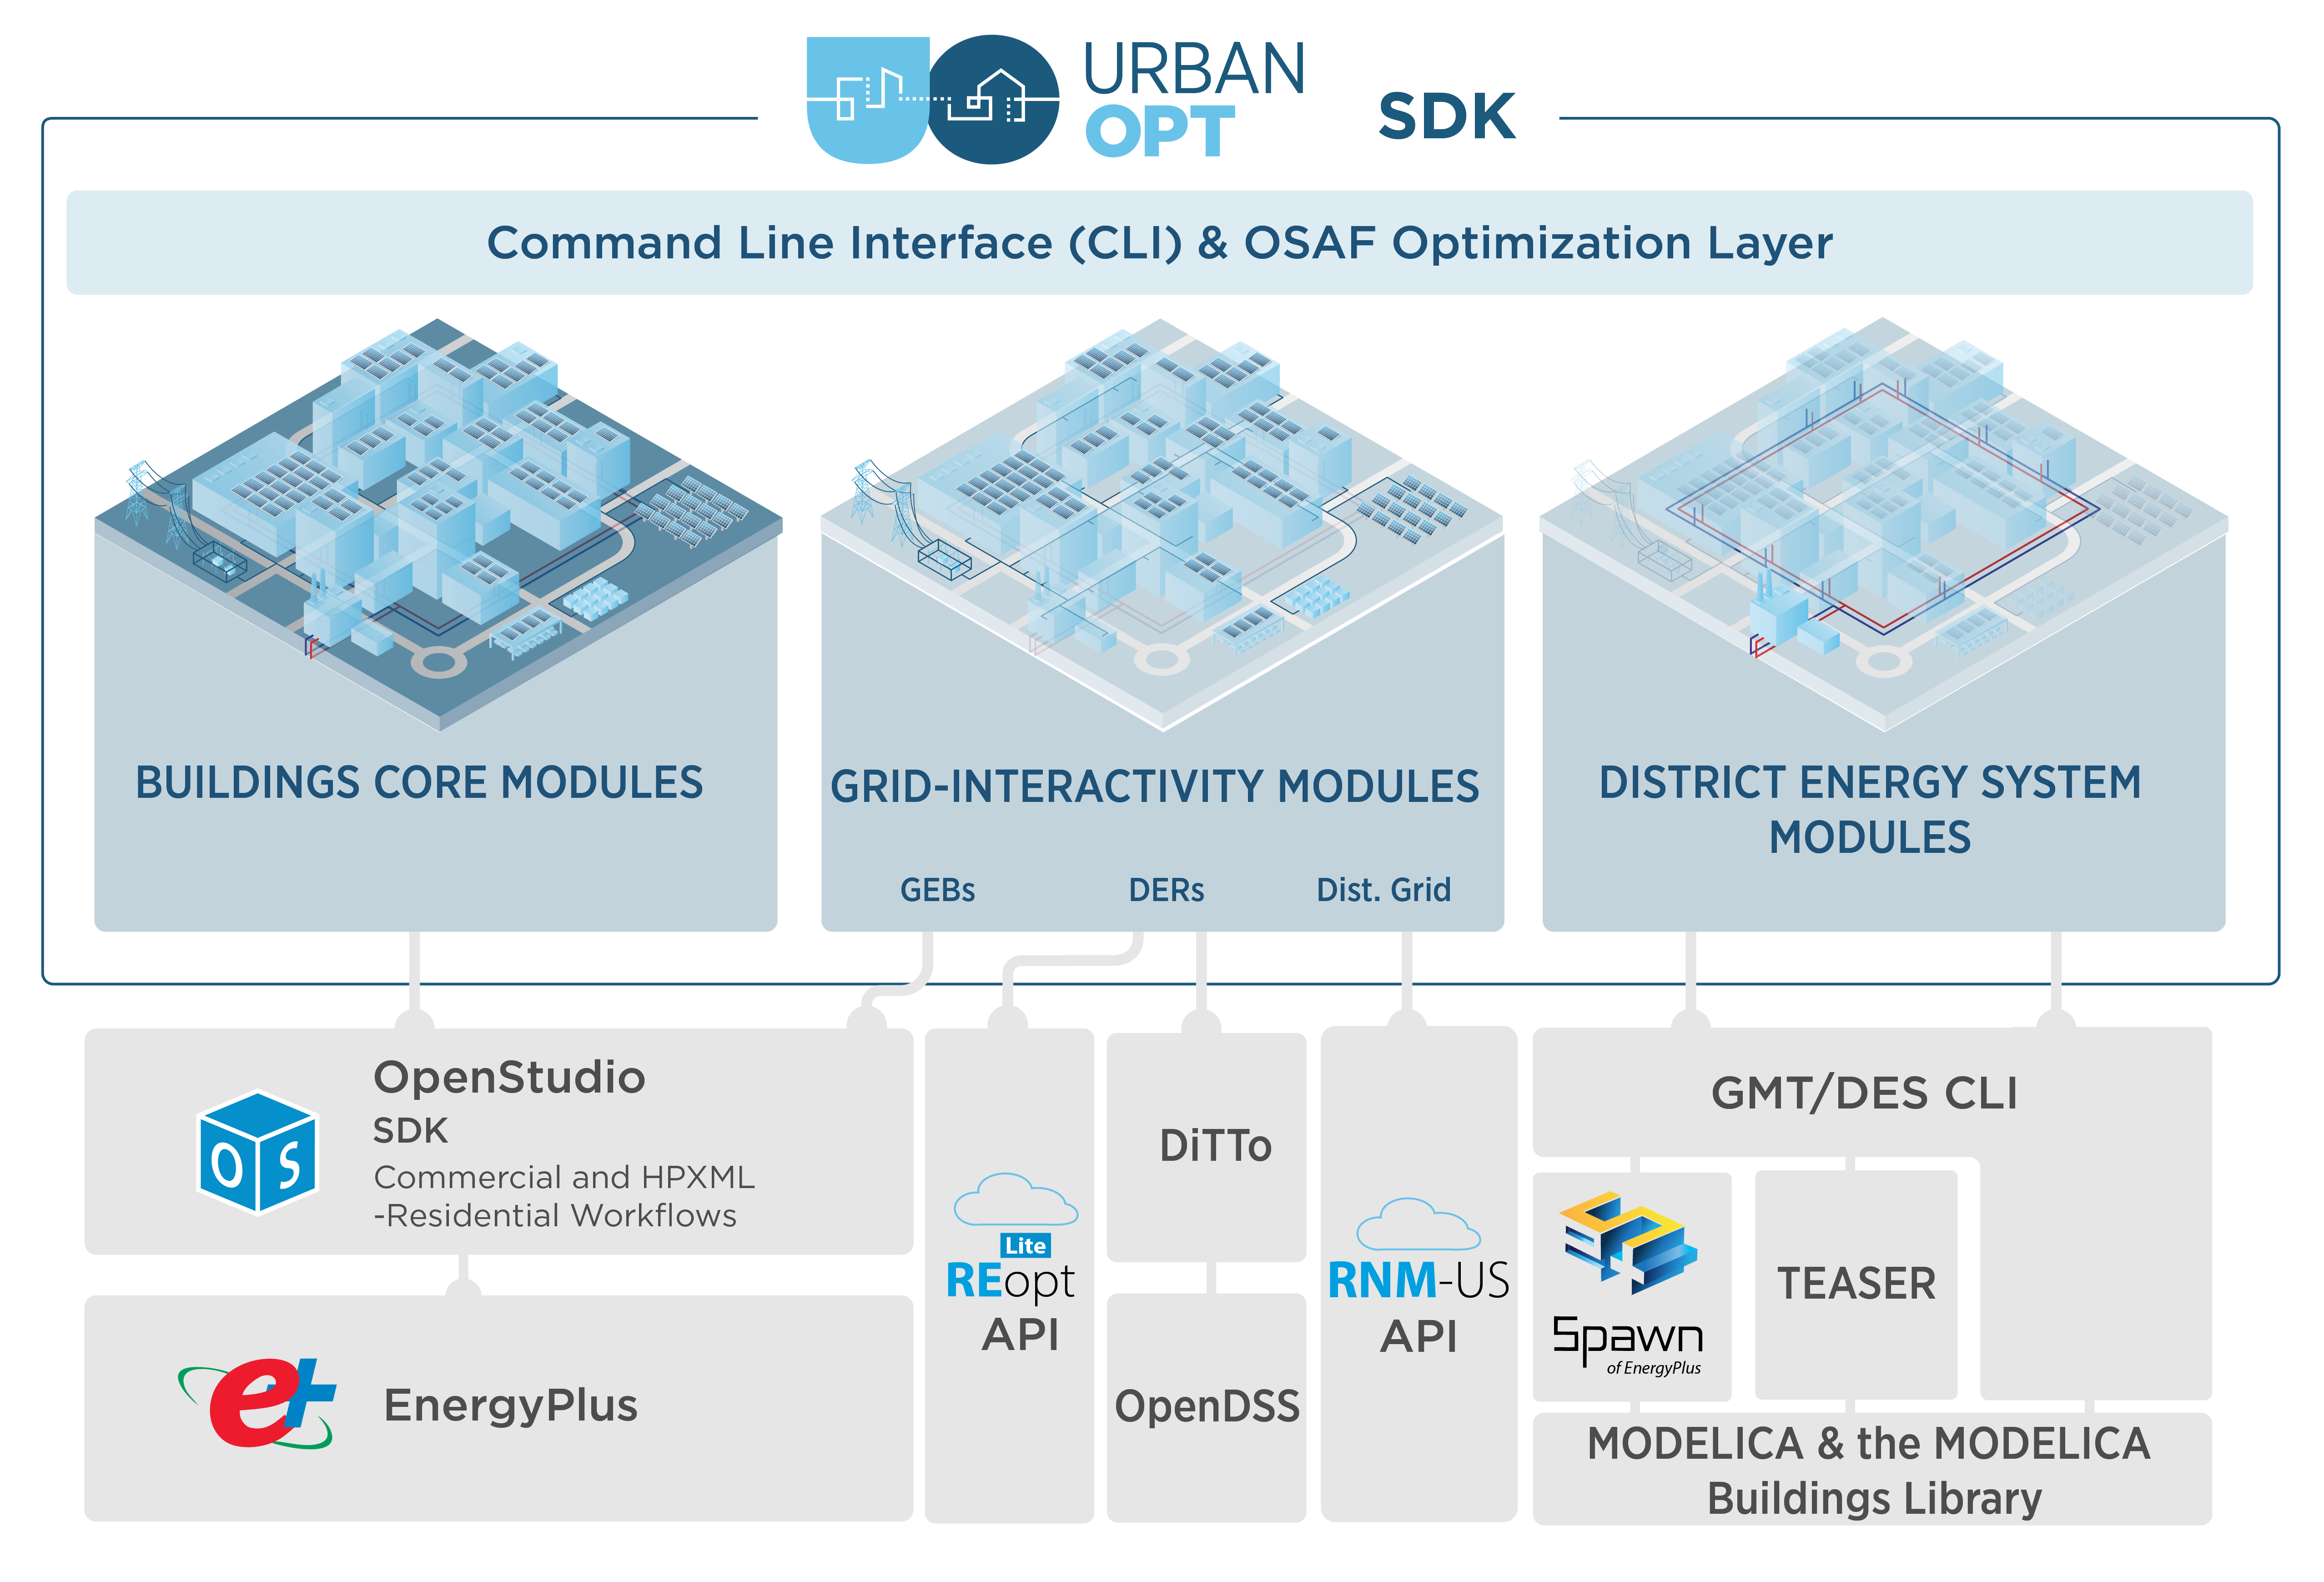 URBAN
OPT
SDK
Command Line Interface (CLI) & OSAF Optimization Layer
BUILDINGS CORE MODULES
GRID-INTERACTIVITY MODULES
GEBs
DERs
Dist. Grid
DISTRICT ENERGY SYSTEM
MODULES
OpenStudio
SDK
Commercial and HPXML
-Residential Workflows
OS
e+
EnergyPlus
Lite
REopt
API
DiTTo
OpenDSS
RNM-US
API
GMT/DES CLI
Spawn
of EnergyPlus
TEASER
MODELICA & the MODELICA
Buildings Library